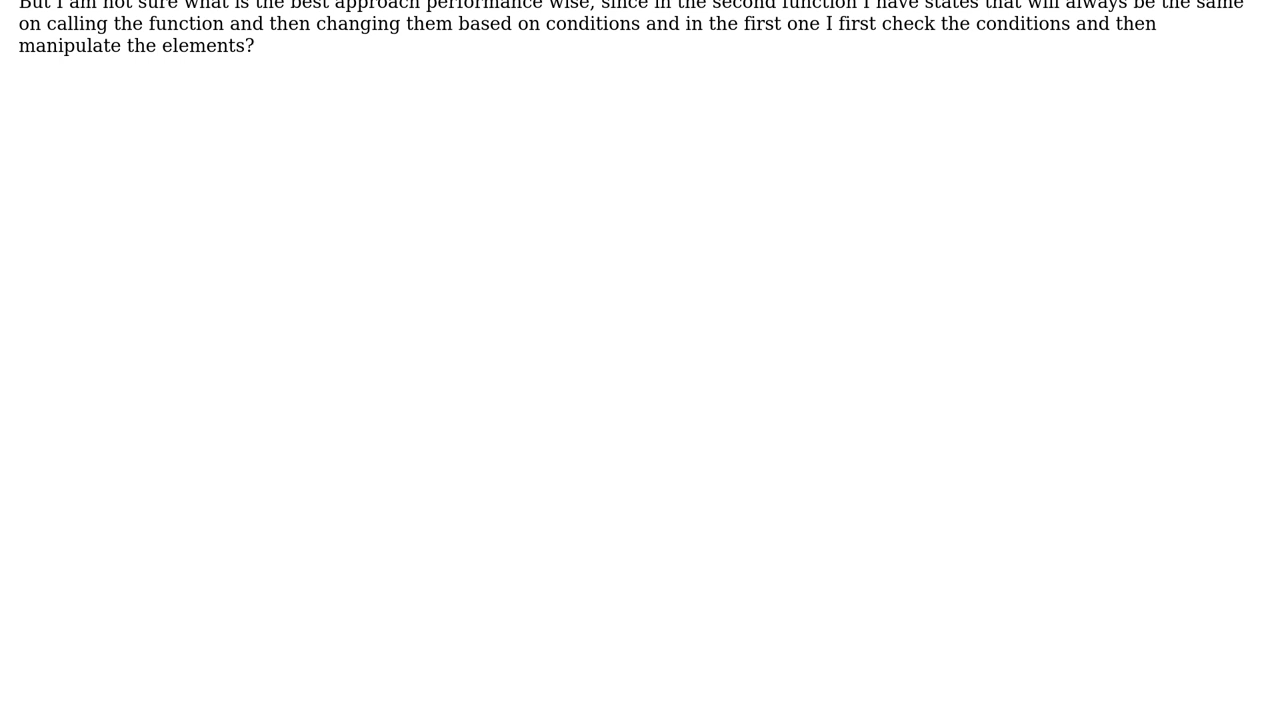 But I am not sure what is the best approach performance wise, since in the second function I have states that will always be the same
on calling the function and then changing them based on conditions and in the first one I first check the conditions and then
manipulate the elements?